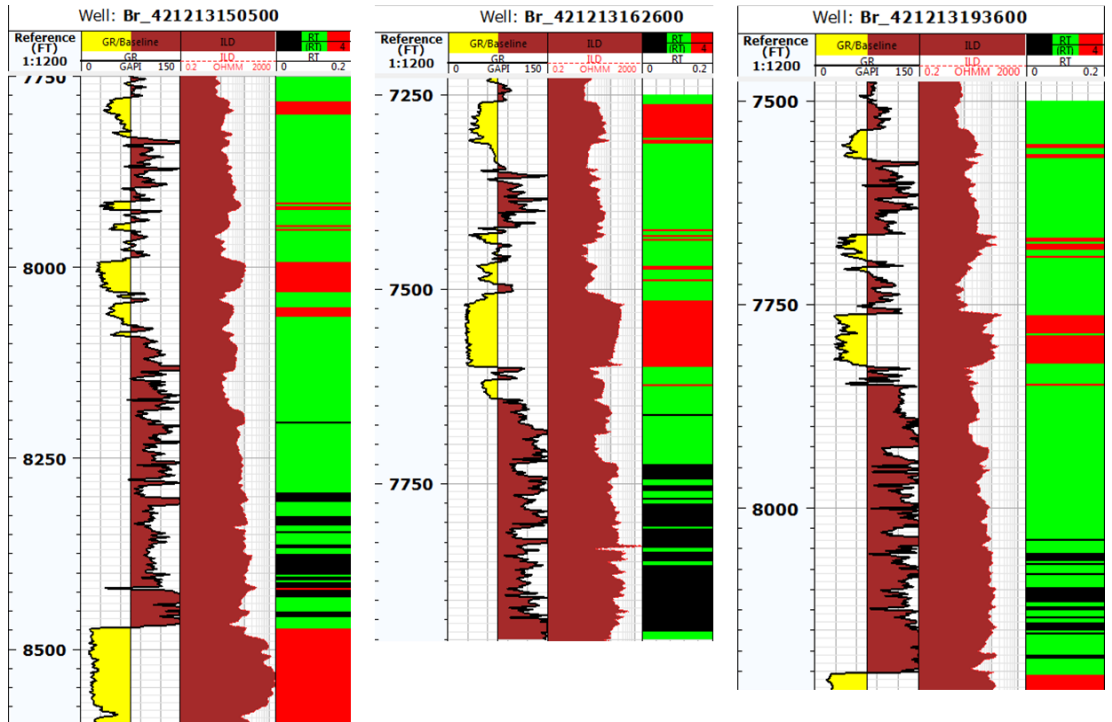 Well: Br_421213150500
Reference
(FT)
1:1200
GR/Baseline
GR
0 GAPI 150
ILD
ILD
0.2 OHMM 2000
RT
(RT) 4
RT
0 0.2
7750
8000
8250
8500
Well: Br_421213162600
Reference
(FT)
1:1200
GR/Baseline
GR
0 GAPI 150
ILD
ILD
0.2 OHMM 2000
RT
(RT) 4
RT
0 0.2
7250
7500
7750
Well: Br_421213193600
Reference
(FT)
1:1200
GR/Baseline
GR
0 GAPI 150
ILD
ILD
0.2 OHMM 2000
RT
(RT) 4
RT
0 0.2
7500
7750
8000